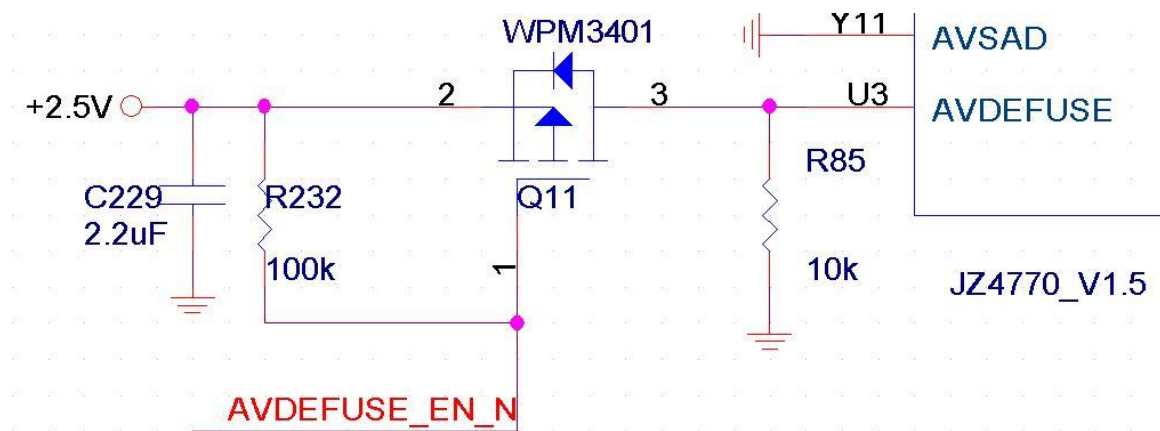 WPM3401
Y11
AVSAD
+2.5V
2
3
U3
AVDEFUSE
R85
C229
R232
Q11
2.2uF
100k
1
10k
JZ4770_V1.5
AVDEFUSE_EN_N